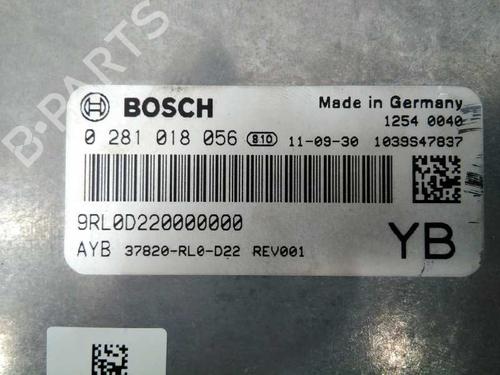 B-PARTS
BOSCH
Made in Germany
1254 0040
0 281 018 056 810 11-09-30 1039S47837
9RL0D220000000
AYB 37820-RL0-D22 REV001
YB